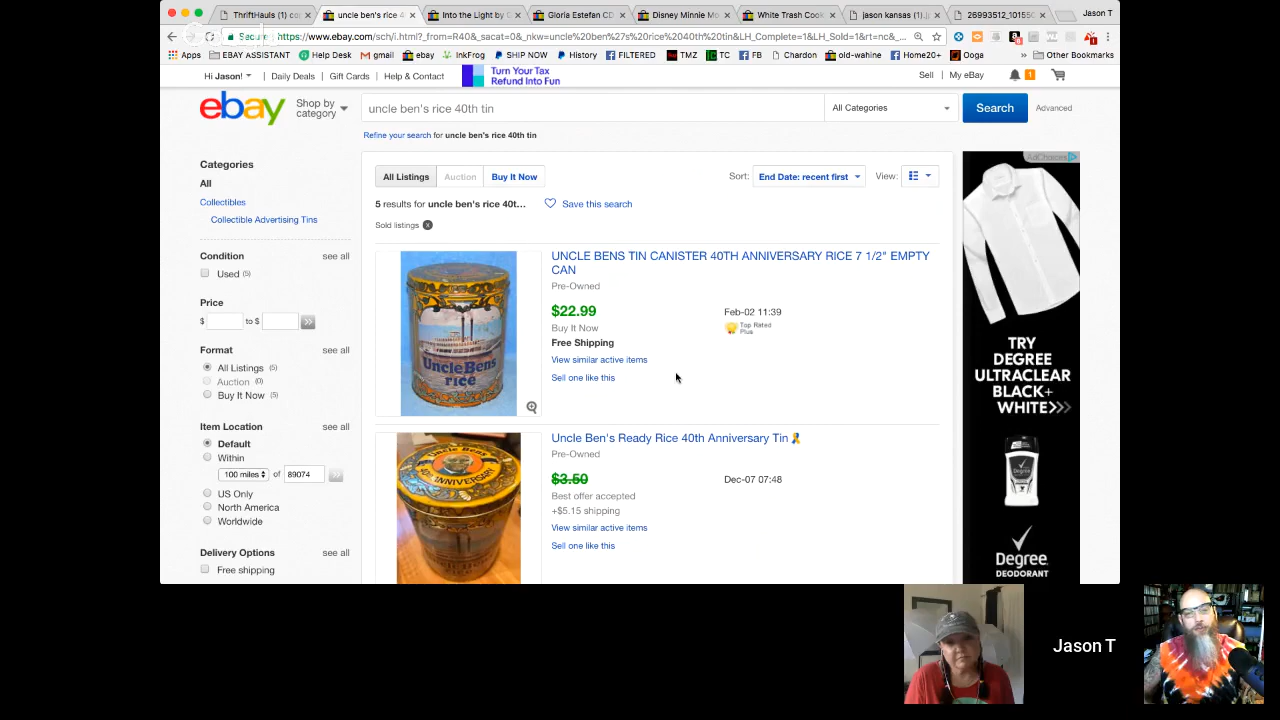 ThriftHauls (1) co
uncle ben's rice 4
Into the Light by C
Gloria Estefan CD
Disney Minnie Mo
White Trash Cook
jason kansas (1).p
26993512_10155
Jason T
Secure https://www.ebay.com/sch/i.html?_from=R40&_sacat=0&_nkw=uncle%20ben%27s%20rice%2040th%20tin&LH_Complete=1&LH_Sold=1&rt=nc&_...
Apps EBAY ASSISTANT Help Desk gmail ebay InkFrog SHIP NOW History FILTERED TMZ TC FB Chardon old-wahine Home20+ Ooga » Other Bookmarks
Hi Jason! Daily Deals Gift Cards Help & Contact Turn Your Tax Sell My eBay 1
Refund Into Fun
ebay Shop by
category
uncle ben's rice 40th tin All Categories Search Advanced
Refine your search for uncle ben's rice 40th tin
AdChoices
Categories
All
Collectibles
Collectible Advertising Tins
All Listings Auction Buy It Now Sort: End Date: recent first View:
5 results for uncle ben's rice 40t... Save this search
Sold listings x
Condition see all
Used (5)
Price
$ to $ >>
Format see all
All Listings (5)
Auction (0)
Buy It Now (5)
Item Location see all
Default
Within
100 miles of 89074 >>
US Only
North America
Worldwide
Delivery Options see all
Free shipping
UNCLE BENS TIN CANISTER 40TH ANNIVERSARY RICE 7 1/2" EMPTY
CAN
Pre-Owned
$22.99 Feb-02 11:39
Top Rated
Plus
Buy It Now
Free Shipping
View similar active items
Sell one like this
Uncle Bens
rice
Uncle Ben's Ready Rice 40th Anniversary Tin
Pre-Owned
$3.50 Dec-07 07:48
Best offer accepted
+$5.15 shipping
View similar active items
Sell one like this
Uncle Ben's
40th ANNIVERSARY
TRY
DEGREE
ULTRACLEAR
BLACK+
WHITE>>>
Degree
DEODORANT
Jason T